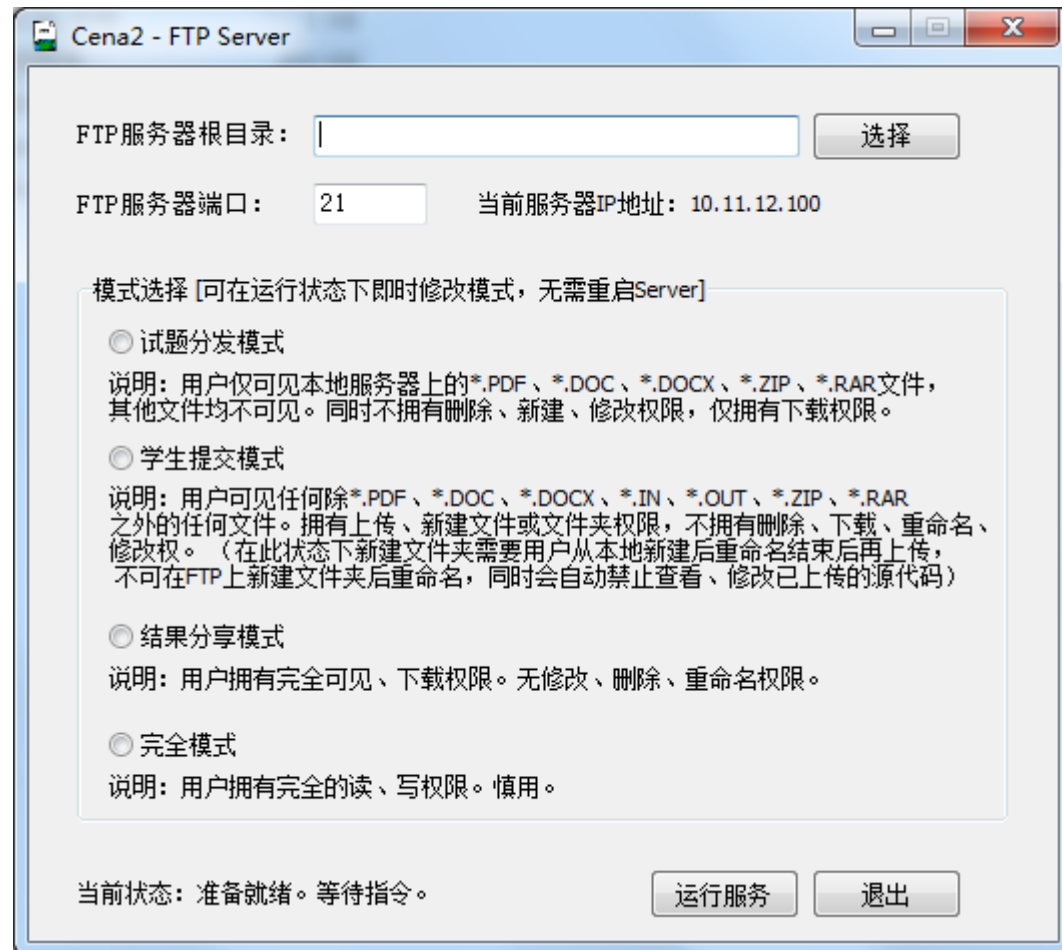 Cena2 - FTP Server
FTP服务器根目录：
选择
FTP服务器端口：
21
当前服务器IP地址：10.11.12.100
模式选择 [可在运行状态下即时修改模式，无需重启Server]
试题分发模式
说明：用户仅可见本地服务器上的*.PDF、*.DOC、*.DOCX、*.ZIP、*.RAR文件，
其他文件均不可见。同时不拥有删除、新建、修改权限，仅拥有下载权限。
学生提交模式
说明：用户可见任何除*.PDF、*.DOC、*.DOCX、*.IN、*.OUT、*.ZIP、*.RAR
之外的任何文件。拥有上传、新建文件或文件夹权限，不拥有删除、下载、重命名、
修改权。（在此状态下新建文件夹需要用户从本地新建后重命名结束后再上传，
不可在FTP上新建文件夹后重命名，同时会自动禁止查看、修改已上传的源代码）
结果分享模式
说明：用户拥有完全可见、下载权限。无修改、删除、重命名权限。
完全模式
说明：用户拥有完全的读、写权限。慎用。
当前状态：准备就绪。等待指令。
运行服务
退出